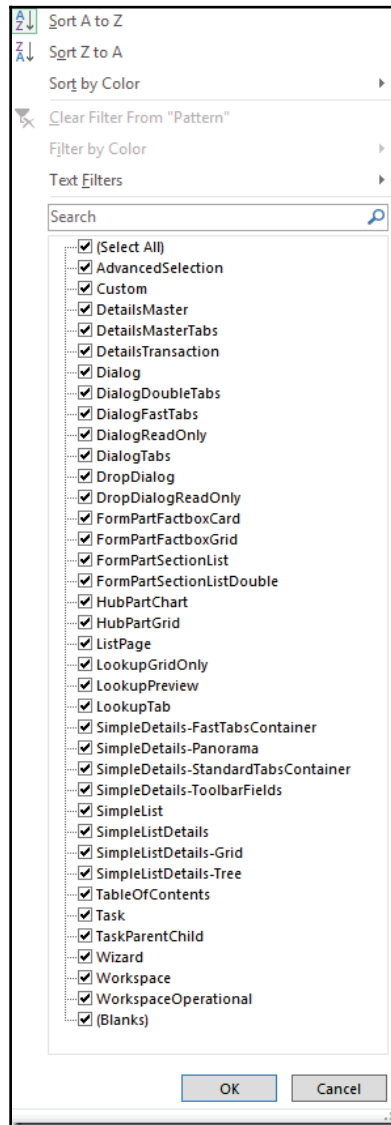 Sort A to Z
Sort Z to A
Sort by Color
Clear Filter From "Pattern"
Filter by Color
Text Filters
Search
(Select All)
AdvancedSelection
Custom
DetailsMaster
DetailsMasterTabs
DetailsTransaction
Dialog
DialogDoubleTabs
DialogFastTabs
DialogReadOnly
DialogTabs
DropDialog
DropDialogReadOnly
FormPartFactboxCard
FormPartFactboxGrid
FormPartSectionList
FormPartSectionListDouble
HubPartChart
HubPartGrid
ListPage
LookupGridOnly
LookupPreview
LookupTab
SimpleDetails-FastTabsContainer
SimpleDetails-Panorama
SimpleDetails-StandardTabsContainer
SimpleDetails-ToolbarFields
SimpleList
SimpleListDetails
SimpleListDetails-Grid
SimpleListDetails-Tree
TableOfContents
Task
TaskParentChild
Wizard
Workspace
WorkspaceOperational
(Blanks)
OK Cancel